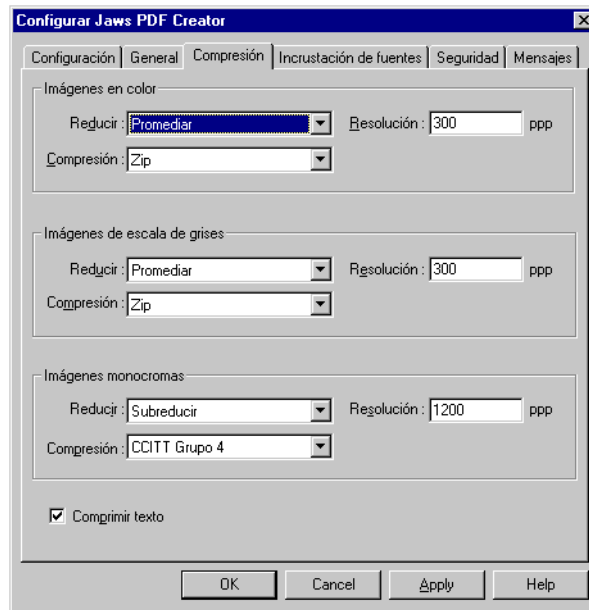 Configurar Jaws PDF Creator
Configuración General Compresión Incrustación de fuentes Seguridad Mensajes
Imágenes en color
Reducir : Promediar Resolución : 300 ppp
Compresión : Zip
Imágenes de escala de grises
Reducir : Promediar Resolución : 300 ppp
Compresión : Zip
Imágenes monocromas
Reducir : Subreducir Resolución : 1200 ppp
Compresión : CCITT Grupo 4
Comprimir texto
OK Cancel Apply Help